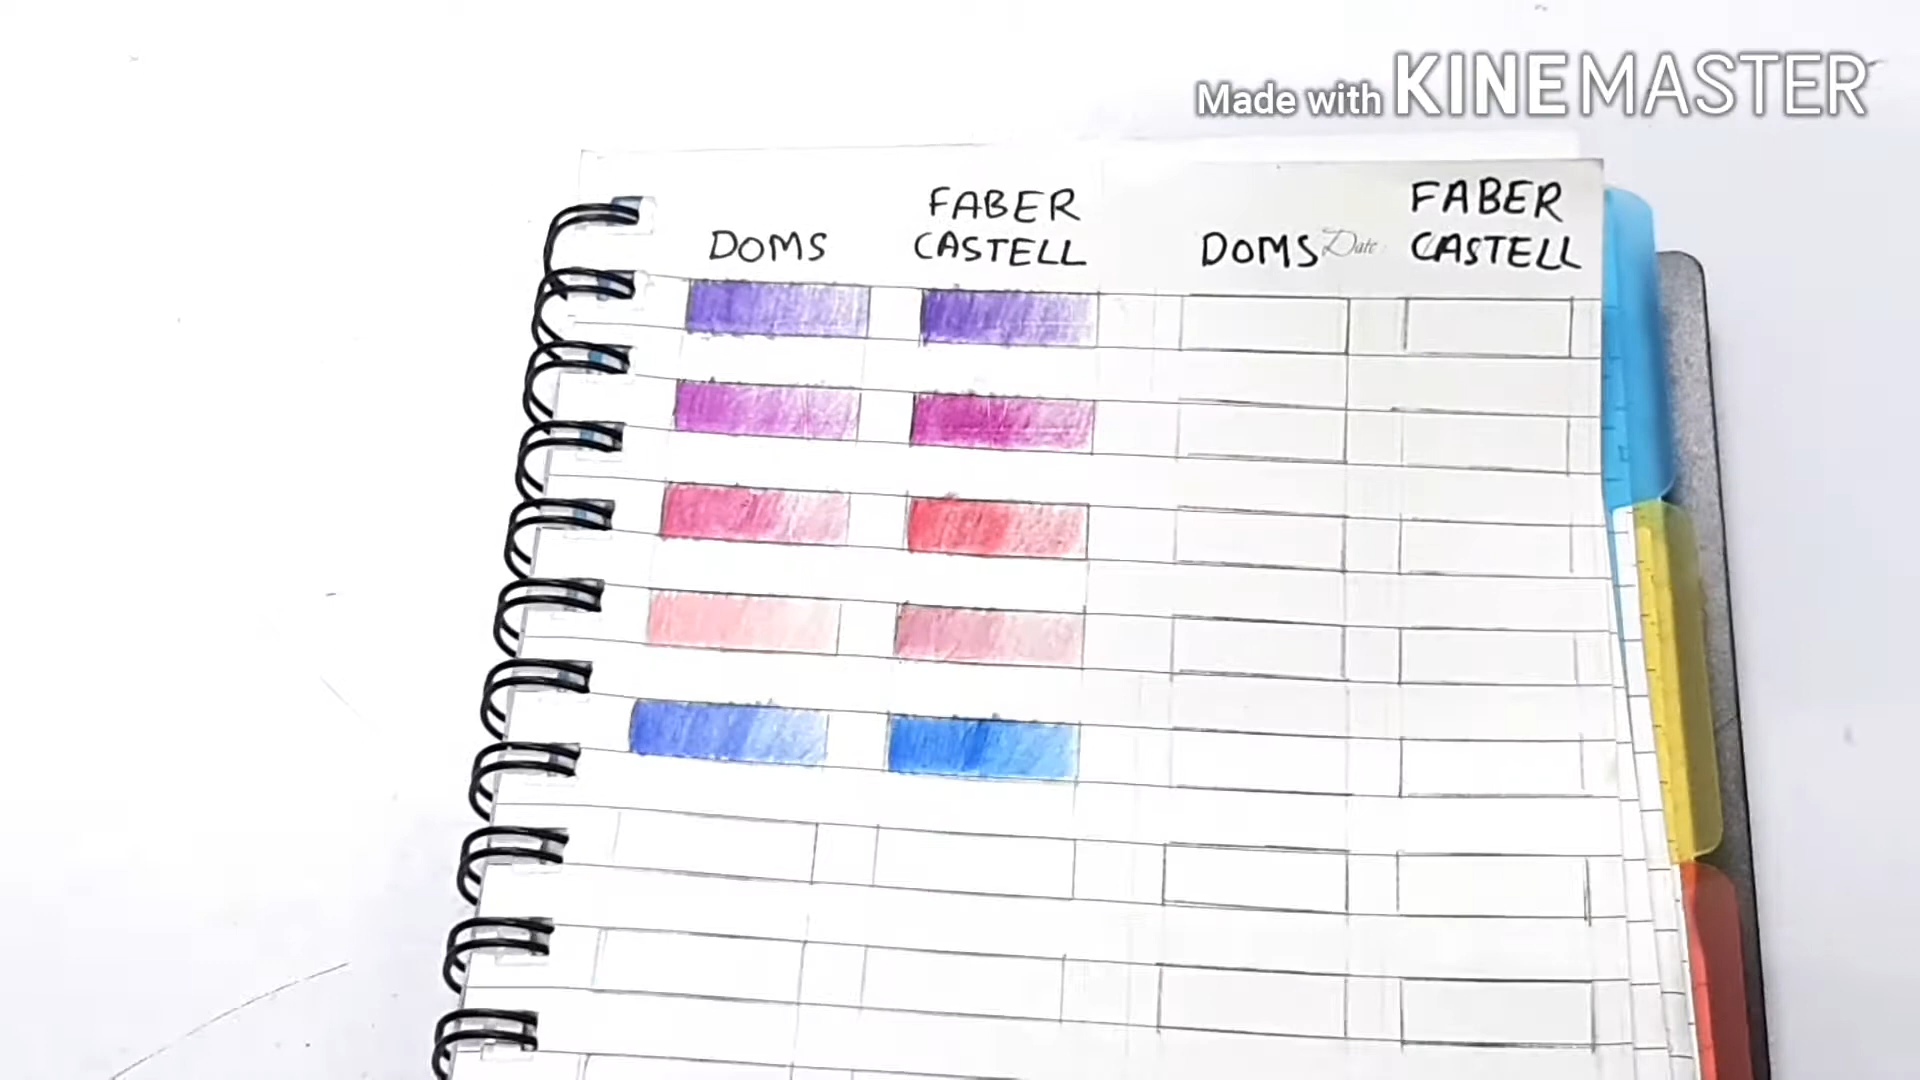 Made with KINEMASTER
DOMS
FABER
CASTELL
DOMS
Date
FABER
CASTELL